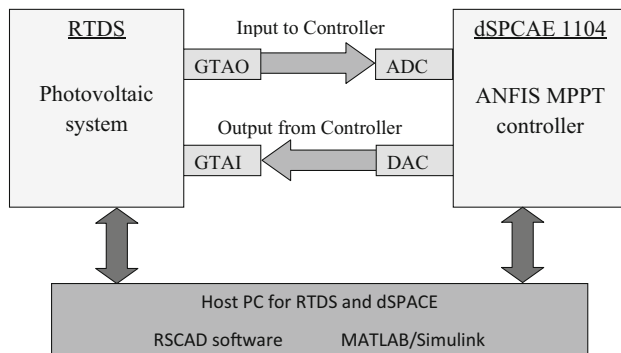 RTDS
Photovoltaic
system
Input to Controller
GTAO
ADC
Output from Controller
GTAI
DAC
dSPCAE 1104
ANFIS MPPT
controller
Host PC for RTDS and dSPACE
RSCAD software
MATLAB/Simulink